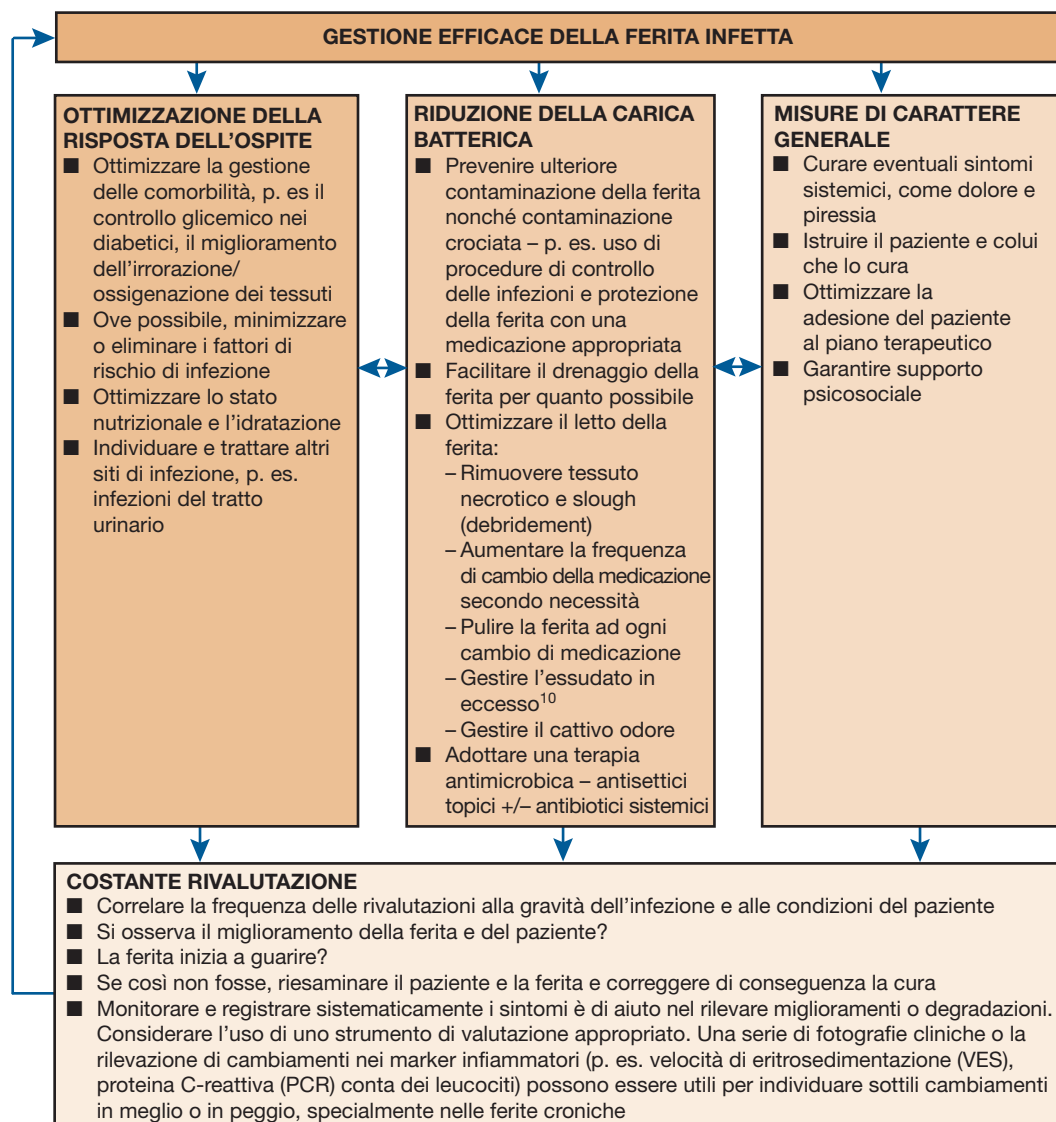 GESTIONE EFFICACE DELLA FERITA INFETTA
OTTIMIZZAZIONE DELLA
RISPOSTA DELL'OSPITE
■ Ottimizzare la gestione
delle comorbilità, p. es il
controllo glicemico nei
diabetici, il miglioramento
dell'irrorazione/
ossigenazione dei tessuti
■ Ove possibile, minimizzare
o eliminare i fattori di
rischio di infezione
■ Ottimizzare lo stato
nutrizionale e l'idratazione
■ Individuare e trattare altri
siti di infezione, p. es.
infezioni del tratto
urinario
RIDUZIONE DELLA CARICA
BATTERICA
■ Prevenire ulteriore
contaminazione della ferita
nonché contaminazione
crociata – p. es. uso di
procedure di controllo
delle infezioni e protezione
della ferita con una
medicazione appropriata
■ Facilitare il drenaggio della
ferita per quanto possibile
■ Ottimizzare il letto della
ferita:
– Rimuovere tessuto
necrotico e slough
(debridement)
– Aumentare la frequenza
di cambio della medicazione
secondo necessità
– Pulire la ferita ad ogni
cambio di medicazione
– Gestire l'essudato in
eccesso¹⁰
– Gestire il cattivo odore
■ Adottare una terapia
antimicrobica – antisettici
topici +/– antibiotici sistemici
MISURE DI CARATTERE
GENERALE
■ Curare eventuali sintomi
sistemici, come dolore e
piressia
■ Istruire il paziente e colui
che lo cura
■ Ottimizzare la
adesione del paziente
al piano terapeutico
■ Garantire supporto
psicosociale
COSTANTE RIVALUTAZIONE
■ Correlare la frequenza delle rivalutazioni alla gravità dell'infezione e alle condizioni del paziente
■ Si osserva il miglioramento della ferita e del paziente?
■ La ferita inizia a guarire?
■ Se così non fosse, riesaminare il paziente e la ferita e correggere di conseguenza la cura
■ Monitorare e registrare sistematicamente i sintomi è di aiuto nel rilevare miglioramenti o degradazioni.
Considerare l'uso di uno strumento di valutazione appropriato. Una serie di fotografie cliniche o la
rilevazione di cambiamenti nei marker infiammatori (p. es. velocità di eritrosedimentazione (VES),
proteina C-reattiva (PCR) conta dei leucociti) possono essere utili per individuare sottili cambiamenti
in meglio o in peggio, specialmente nelle ferite croniche